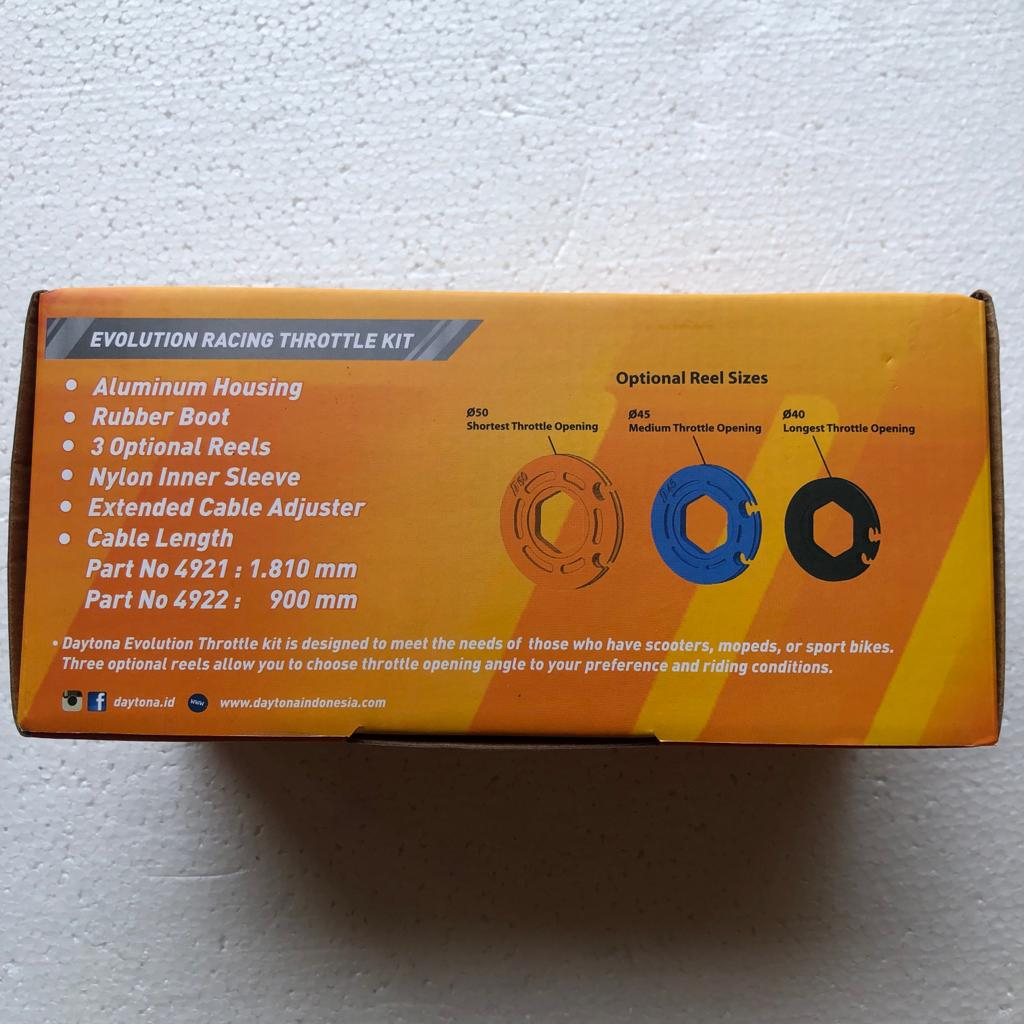 EVOLUTION RACING THROTTLE KIT
• Aluminum Housing
• Rubber Boot
• 3 Optional Reels
• Nylon Inner Sleeve
• Extended Cable Adjuster
• Cable Length
Part No 4921 : 1.810 mm
Part No 4922 : 900 mm
Optional Reel Sizes
Ø50
Shortest Throttle Opening
Ø45
Medium Throttle Opening
Ø40
Longest Throttle Opening
• Daytona Evolution Throttle kit is designed to meet the needs of those who have scooters, mopeds, or sport bikes.
Three optional reels allow you to choose throttle opening angle to your preference and riding conditions.
daytona.id www www.daytonaindonesia.com